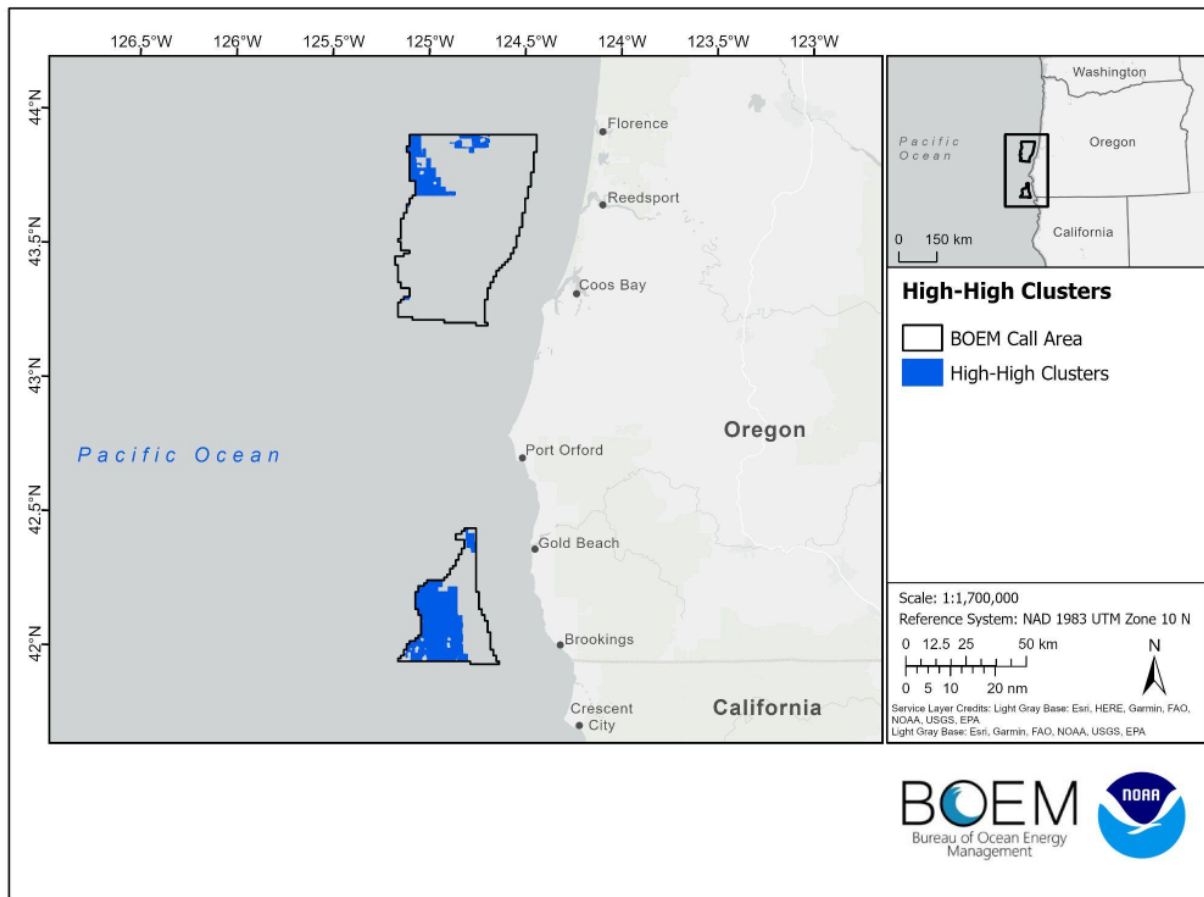 126.5°W 126°W 125.5°W 125°W 124.5°W 124°W 123.5°W 123°W
44°N
43.5°N
43°N
42.5°N
42°N
Florence
Reedsport
Coos Bay
Port Orford
Oregon
Pacific Ocean
Gold Beach
Brookings
California
Crescent
City
Washington
Pacific
Ocean
Oregon
California
0 150 km
High-High Clusters
BOEM Call Area
High-High Clusters
Scale: 1:1,700,000
Reference System: NAD 1983 UTM Zone 10 N
0 12.5 25 50 km
0 5 10 20 nm
N
Service Layer Credits: Light Gray Base: Esri, HERE, Garmin, FAO,
NOAA, USGS, EPA
Light Gray Base: Esri, Garmin, FAO, NOAA, USGS, EPA
BOEM
Bureau of Ocean Energy
Management
NOAA